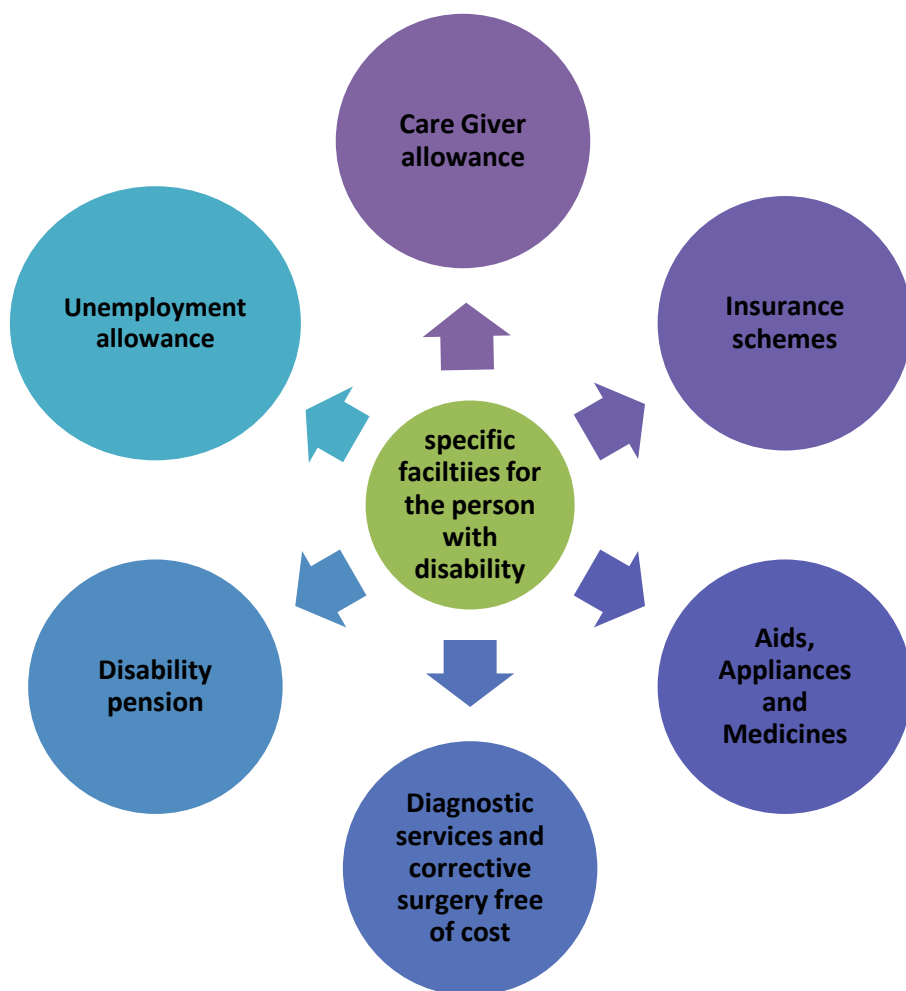 Care Giver
allowance
Insurance
schemes
Aids,
Appliances
and
Medicines
Diagnostic
services and
corrective
surgery free
of cost
Disability
pension
Unemployment
allowance
specific
faciltiies for
the person
with
disability